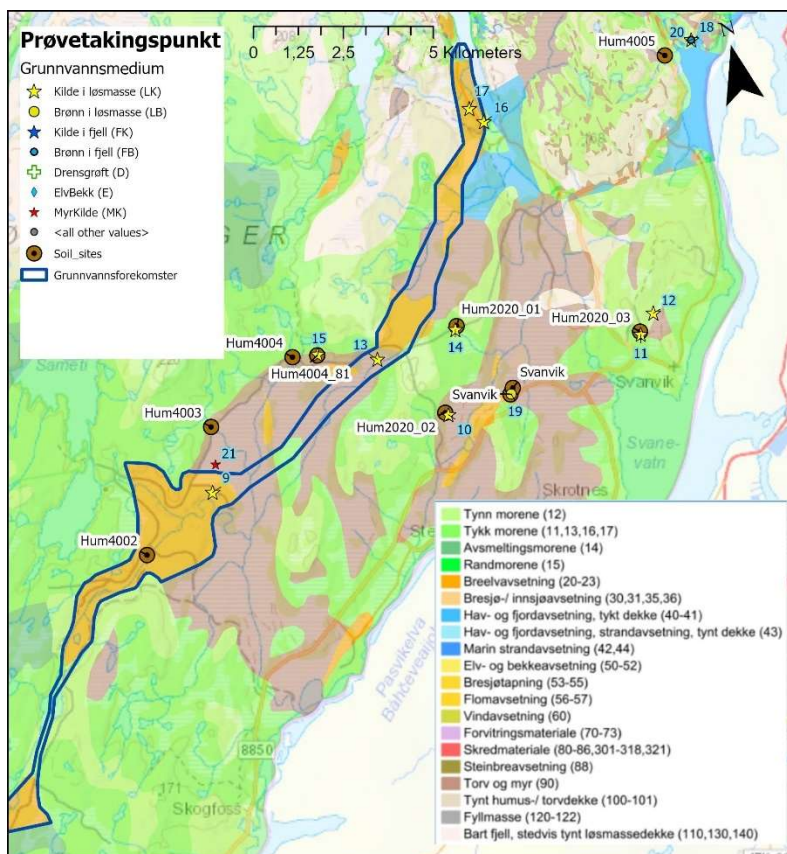 Prøvetakingspunkt
Grunnvannsmedium
Kilde i løsmasse (LK)
Brønn i løsmasse (LB)
Kilde i fjell (FK)
Brønn i fjell (FB)
Drensgrøft (D)
ElvBekk (E)
MyrKilde (MK)
<all other values>
Soil_sites
Grunnvannsforekomster
0 1,25 2,5 5 Kilometers
Hum4005
20
18
N
17
16
GER
12
Hum2020_01
Hum2020_03
14
11
15
13
Hum4004
Hum4004_81
Sameti
Svanvik
Svanvik
Svanvik
19
Hum2020_02
10
Hum4003
Svane-
vatn
21
9
Skrotnes
Ste
Hum4002
Pasvikelva
8850
171
Skogfoss
Tynn morene (12)
Tykk morene (11,13,16,17)
Avsmeltingsmorene (14)
Randmorene (15)
Breelvavsetning (20-23)
Bresjø-/ innsjøavsetning (30,31,35,36)
Hav- og fjordavsetning, tykt dekke (40-41)
Hav- og fjordavsetning, strandavsetning, tynt dekke (43)
Marin strandavsetning (42,44)
Elv- og bekkeavsetning (50-52)
Bresjøtapning (53-55)
Flomavsetning (56-57)
Vindavsetning (60)
Forvitringsmateriale (70-73)
Skredmateriale (80-86,301-318,321)
Steinbreavsetning (88)
Torv og myr (90)
Tynt humus-/ torvdekke (100-101)
Fyllmasse (120-122)
Bart fjell, stedvis tynt løsmassedekke (110,130,140)